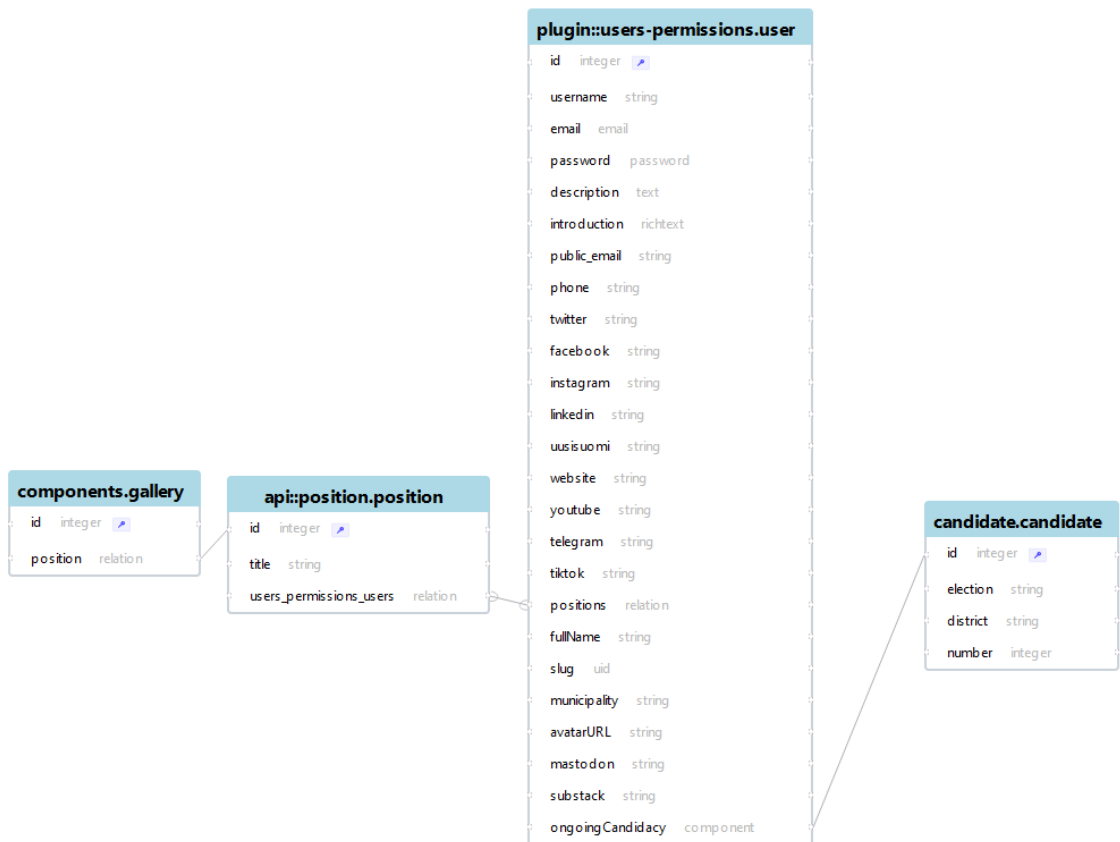 plugin::users-permissions.user
id integer
username string
email email
password password
description text
introduction richtext
public_email string
phone string
twitter string
facebook string
instagram string
linkedin string
uusisuomi string
website string
youtube string
telegram string
tiktok string
positions relation
fullName string
slug uid
municipality string
avatarURL string
mastodon string
substack string
ongoingCandidacy component
components.gallery
id integer
position relation
api::position.position
id integer
title string
users_permissions_users relation
candidate.candidate
id integer
election string
district string
number integer